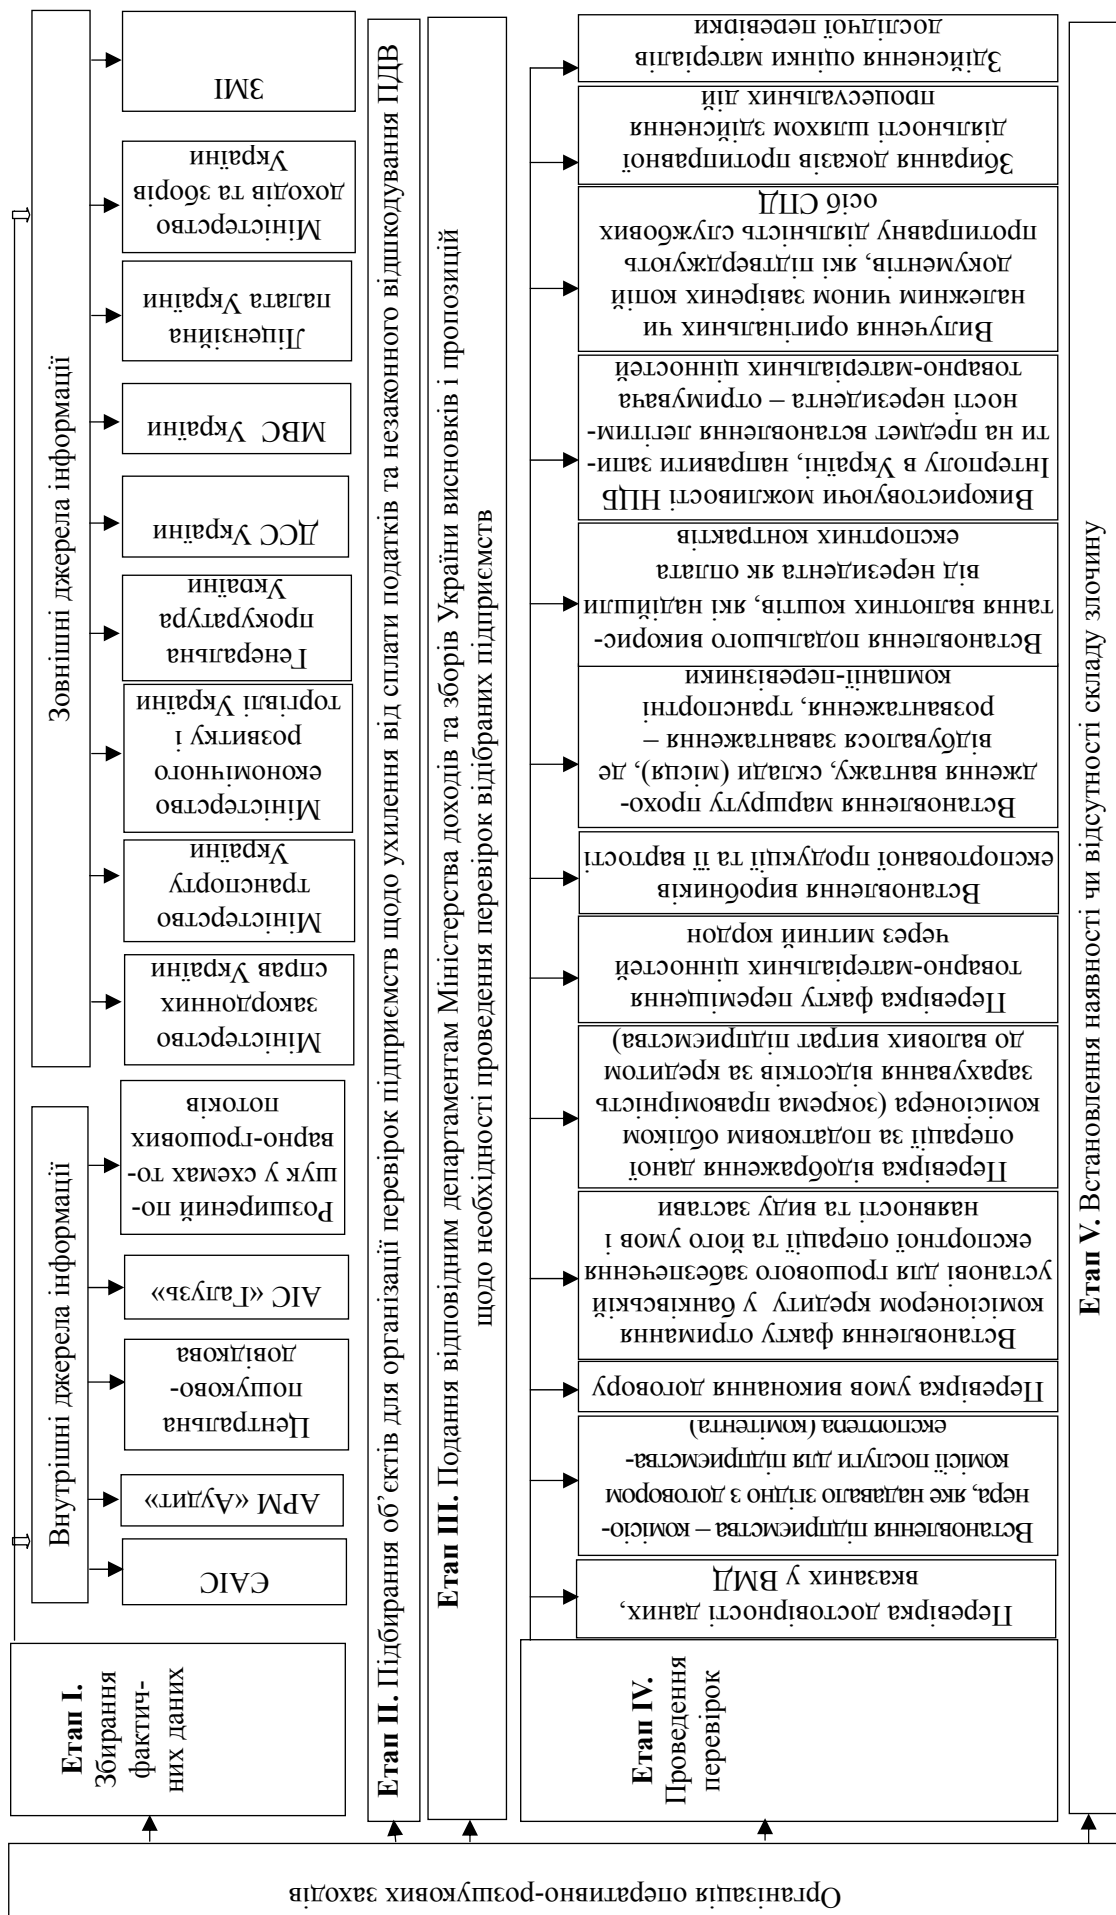 Організація оперативно-розшукових заходів
Етап I.
Збирання
фактич-
них даних
Внутрішні джерела інформації
ЄАІС
АРМ «Аудит»
Центральна
пошуково-
довідкова
АІС «Галузь»
Розширений по-
шук у схемах то-
варно-грошових
потоків
Зовнішні джерела інформації
Міністерство
закордонних
справ України
Міністерство
транспорту
України
Міністерство
економічного
розвитку і
торгівлі України
Генеральна
прокуратура
України
ДСС України
МВС України
Ліцензійна
палата України
Міністерство
доходів та зборів
України
ЗМІ
Етап II. Підбирання об’єктів для організації перевірок підприємств щодо ухилення від сплати податків та незаконного відшкодування ПДВ
Етап III. Подання відповідним департаментам Міністерства доходів та зборів України висновків і пропозицій
щодо необхідності проведення перевірок відібраних підприємств
Етап IV.
Проведення
перевірок
Перевірка достовірності даних,
вказаних у ВМД
Встановлення підприємства – комісіо-
нера, яке надавало згідно з договором
комісії послуги для підприємства-
експортера (комітента)
Перевірка умов виконання договору
Встановлення факту отримання
комісіонером кредиту у банківській
установі для грошового забезпечення
експортної операції та його умов і
наявності та виду застави
Перевірка відображення даної
операції за податковим обліком
комісіонера (зокрема правомірність
зарахування відсотків за кредитом
до валових витрат підприємства)
Перевірка факту переміщення
товарно-матеріальних цінностей
через митний кордон
Встановлення виробників
експортованої продукції та її вартості
Встановлення маршруту прохо-
дження вантажу, склади (місця), де
відбувалося завантаження –
розвантаження, транспортні
компанії-перевізники
Встановлення подальшого викорис-
тання валютних коштів, які надійшли
від нерезидента як оплата
експортних контрактів
Використовуючи можливості НЦБ
Інтерполу в Україні, направити запи-
ти на предмет встановлення легітим-
ності нерезидента – отримувача
товарно-матеріальних цінностей
Вилучення оригінальних чи
належним чином завірених копій
документів, які підтверджують
протиправну діяльність службових
осіб СПД
Збирання доказів протиправної
діяльності шляхом здійснення
процесуальних дій
Здійснення оцінки матеріалів
дослідчої перевірки
Етап V. Встановлення наявності чи відсутності складу злочину